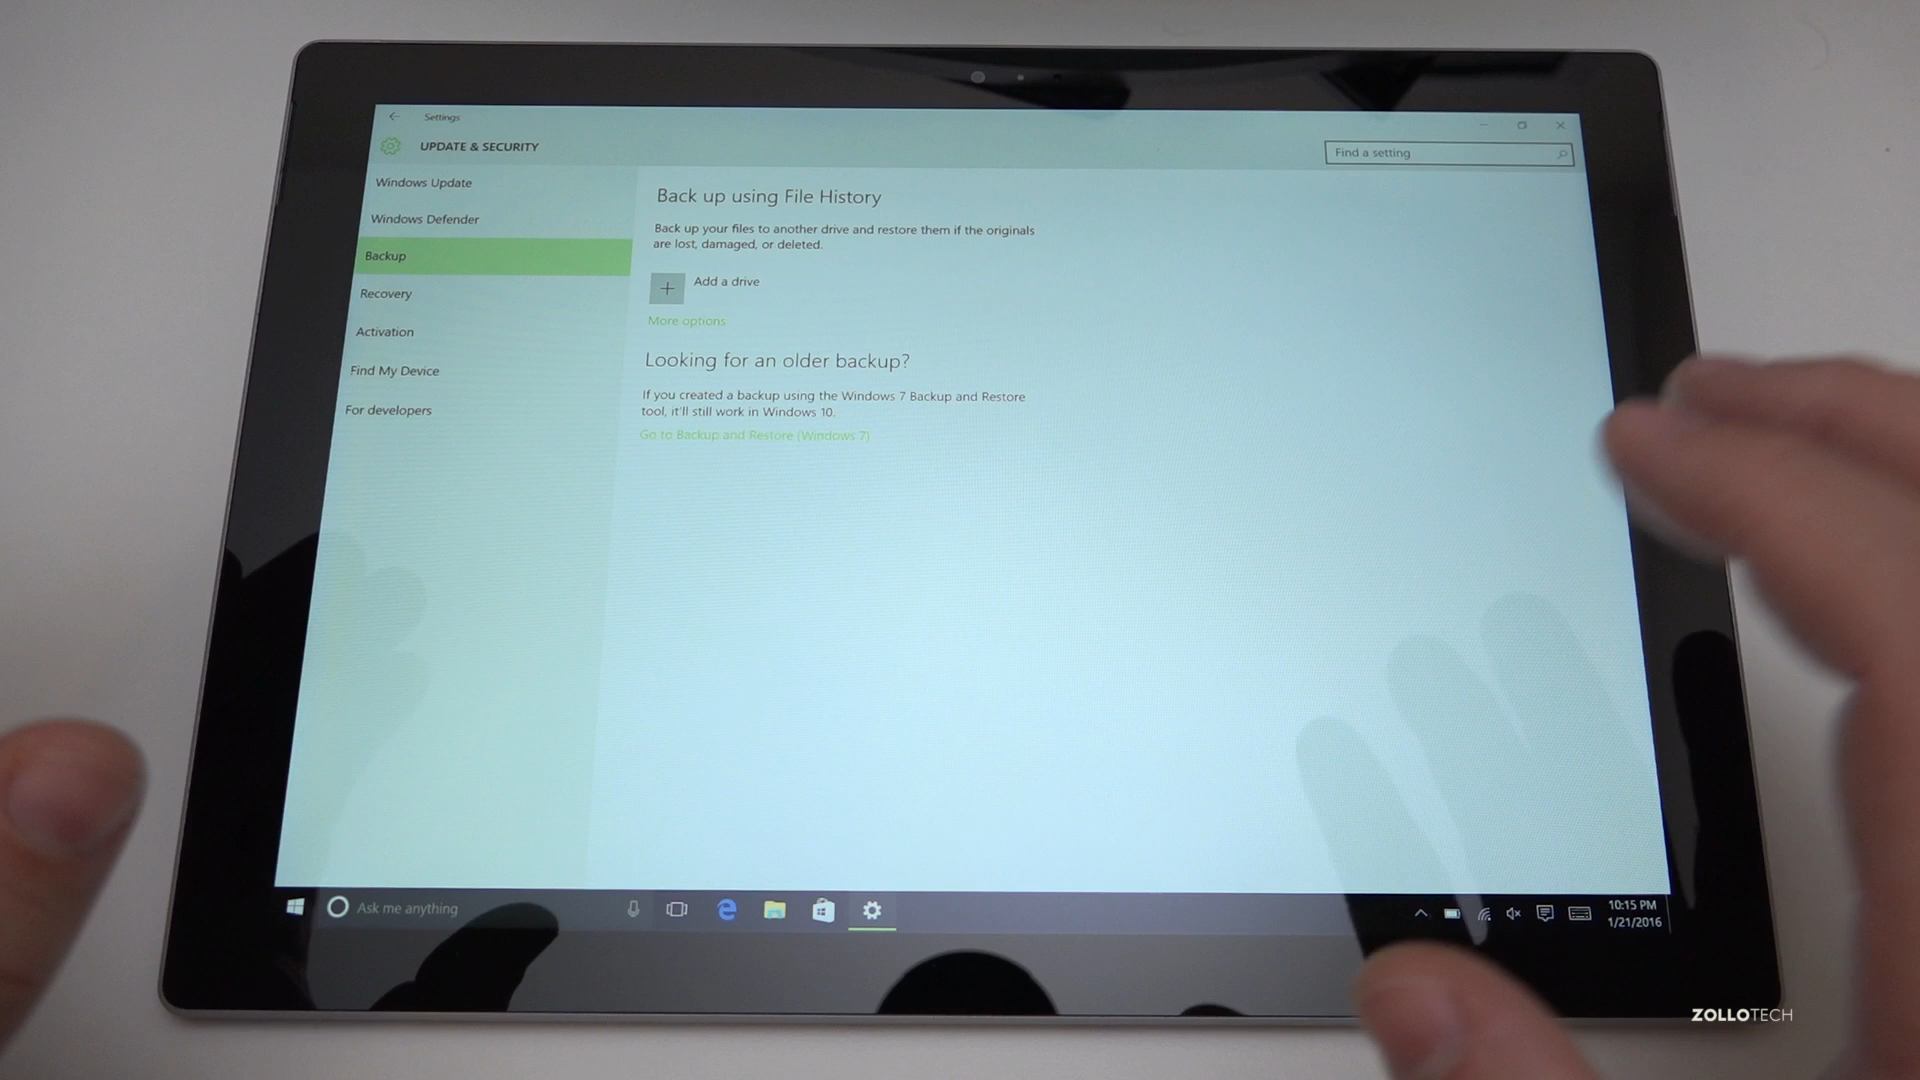 Settings
UPDATE & SECURITY
Find a setting
Windows Update
Windows Defender
Backup
Recovery
Activation
Find My Device
For developers
Back up using File History
Back up your files to another drive and restore them if the originals
are lost, damaged, or deleted.
Add a drive
More options
Looking for an older backup?
If you created a backup using the Windows 7 Backup and Restore
tool, it'll still work in Windows 10.
Go to Backup and Restore (Windows 7)
Ask me anything
10:15 PM
1/21/2016
ZOLLOTECH